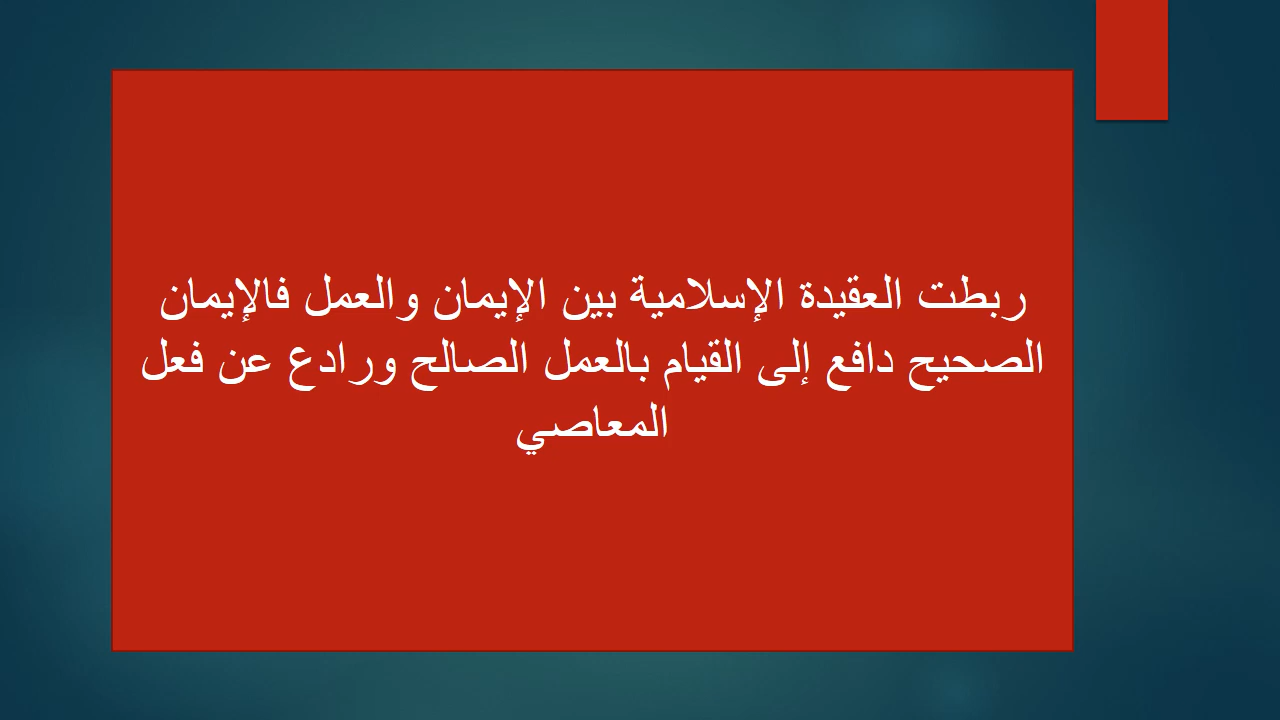 ربطت العقيدة الإسلامية بين الإيمان والعمل فالإيمان
الصحيح دافع إلى القيام بالعمل الصالح ورادع عن فعل
المعاصي